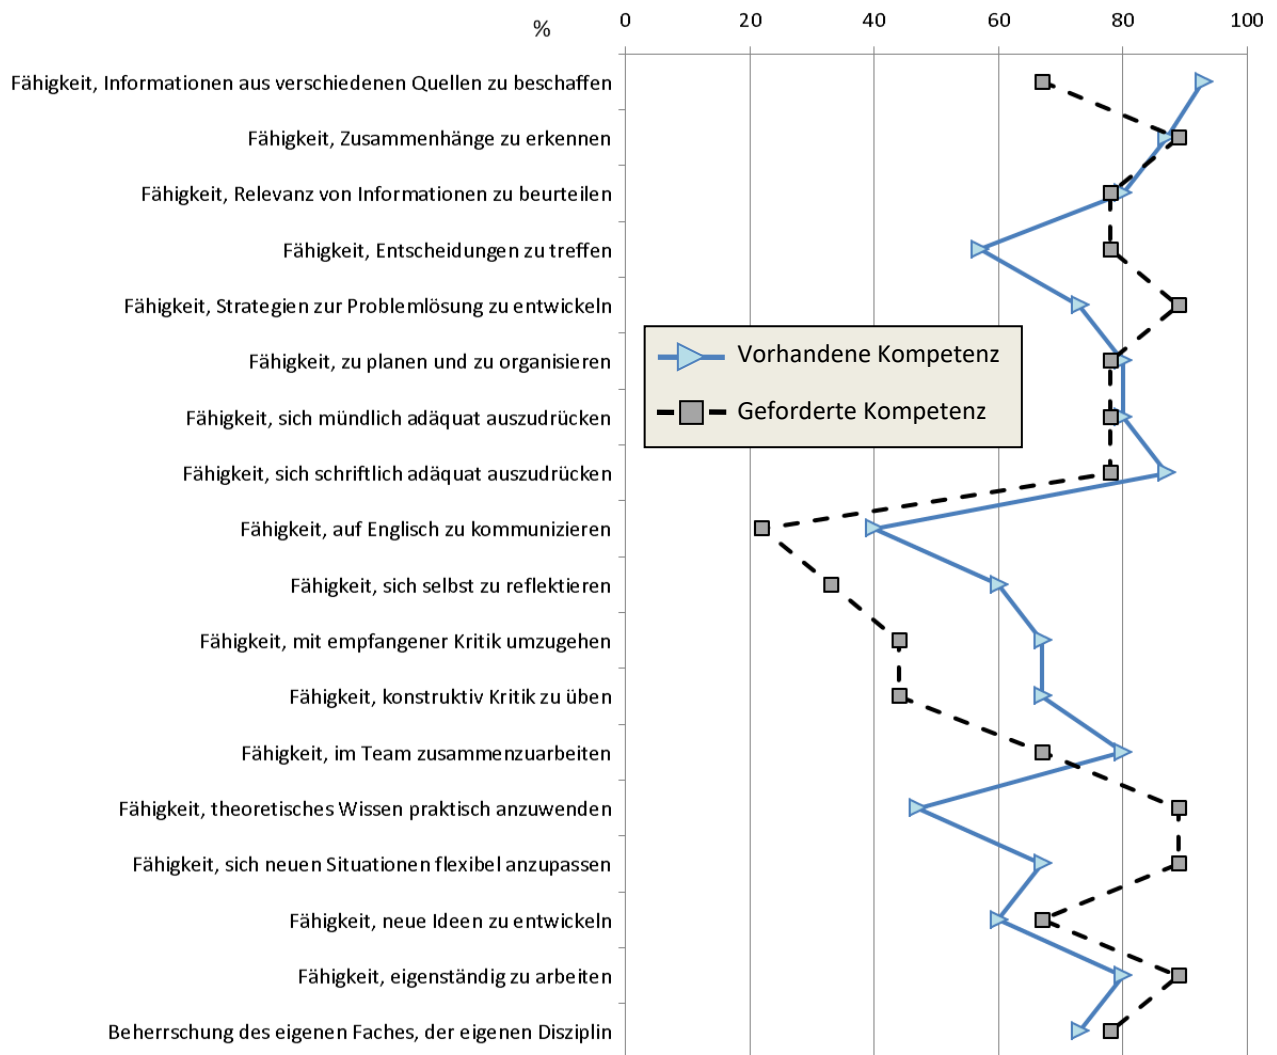 % 0 20 40 60 80 100
Fähigkeit, Informationen aus verschiedenen Quellen zu beschaffen
Fähigkeit, Zusammenhänge zu erkennen
Fähigkeit, Relevanz von Informationen zu beurteilen
Fähigkeit, Entscheidungen zu treffen
Fähigkeit, Strategien zur Problemlösung zu entwickeln
Fähigkeit, zu planen und zu organisieren
Fähigkeit, sich mündlich adäquat auszudrücken
Fähigkeit, sich schriftlich adäquat auszudrücken
Fähigkeit, auf Englisch zu kommunizieren
Fähigkeit, sich selbst zu reflektieren
Fähigkeit, mit empfangener Kritik umzugehen
Fähigkeit, konstruktiv Kritik zu üben
Fähigkeit, im Team zusammenzuarbeiten
Fähigkeit, theoretisches Wissen praktisch anzuwenden
Fähigkeit, sich neuen Situationen flexibel anzupassen
Fähigkeit, neue Ideen zu entwickeln
Fähigkeit, eigenständig zu arbeiten
Beherrschung des eigenen Faches, der eigenen Disziplin
Vorhandene Kompetenz
Geforderte Kompetenz